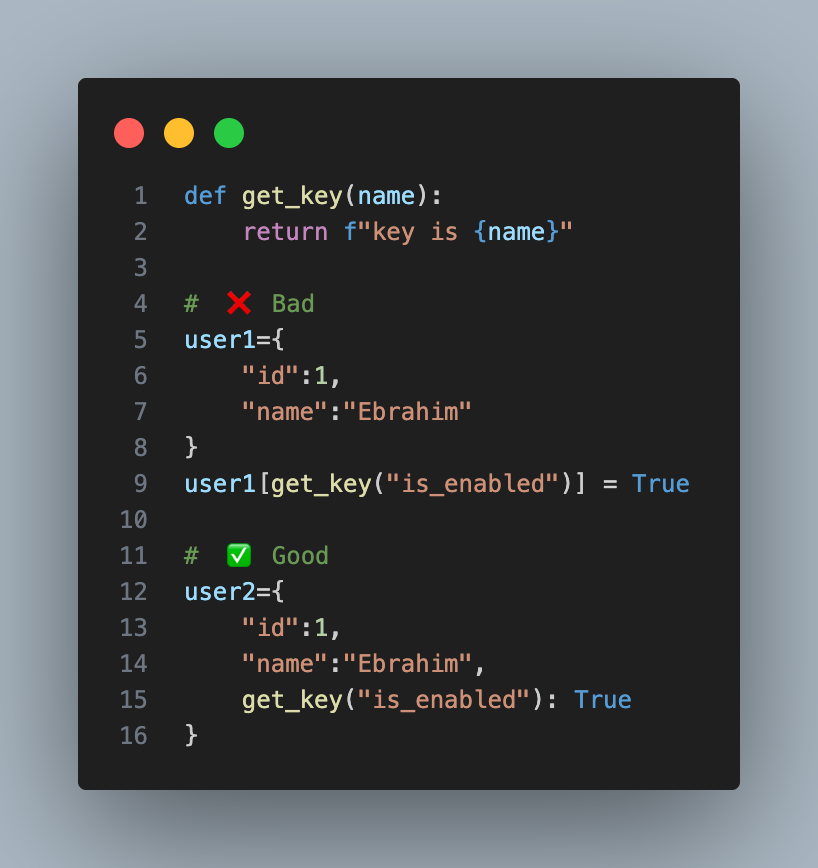 1 def get_key(name):
2     return f"key is {name}"
3
4 # ❌ Bad
5 user1={
6     "id":1,
7     "name":"Ebrahim"
8 }
9 user1[get_key("is_enabled")] = True
10
11 # ✅ Good
12 user2={
13     "id":1,
14     "name":"Ebrahim",
15     get_key("is_enabled"): True
16 }